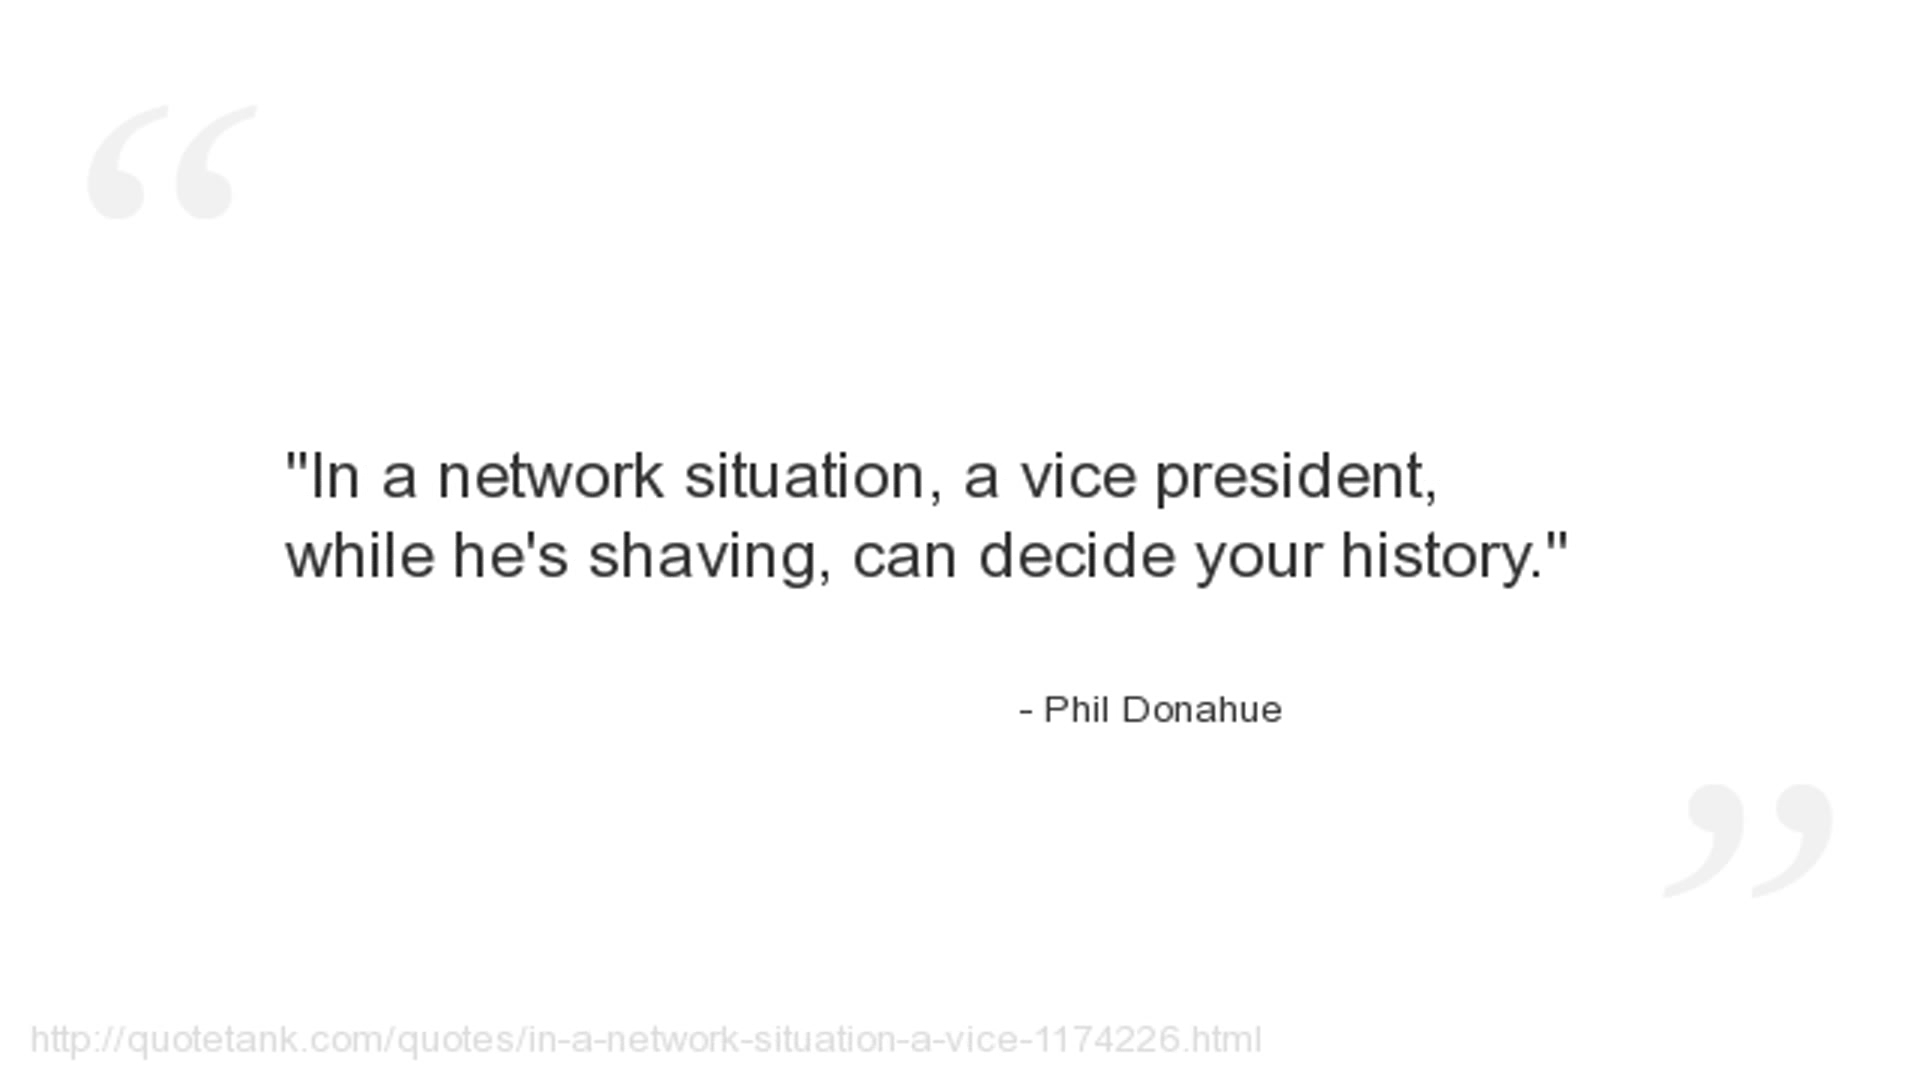 "In a network situation, a vice president,
while he's shaving, can decide your history."
- Phil Donahue
http://quotetank.com/quotes/in-a-network-situation-a-vice-1174226.html